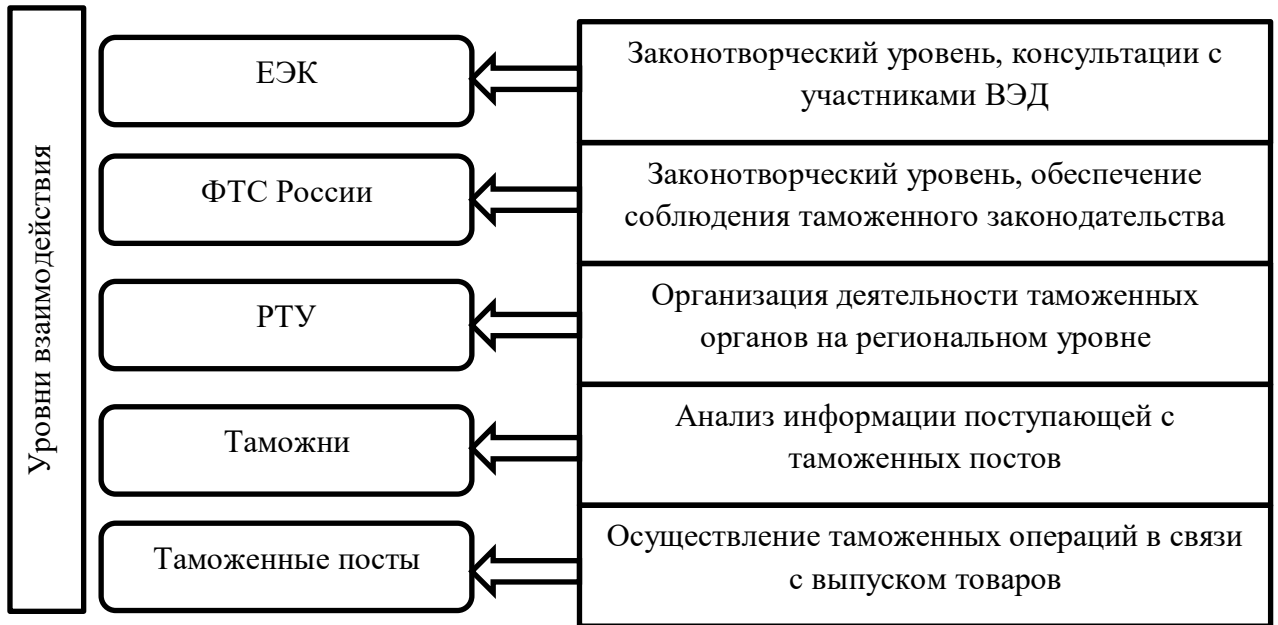 Уровни взаимодействия
ЕЭК
Законотворческий уровень, консультации с
участниками ВЭД
ФТС России
Законотворческий уровень, обеспечение
соблюдения таможенного законодательства
РТУ
Организация деятельности таможенных
органов на региональном уровне
Таможни
Анализ информации поступающей с
таможенных постов
Таможенные посты
Осуществление таможенных операций в связи
с выпуском товаров